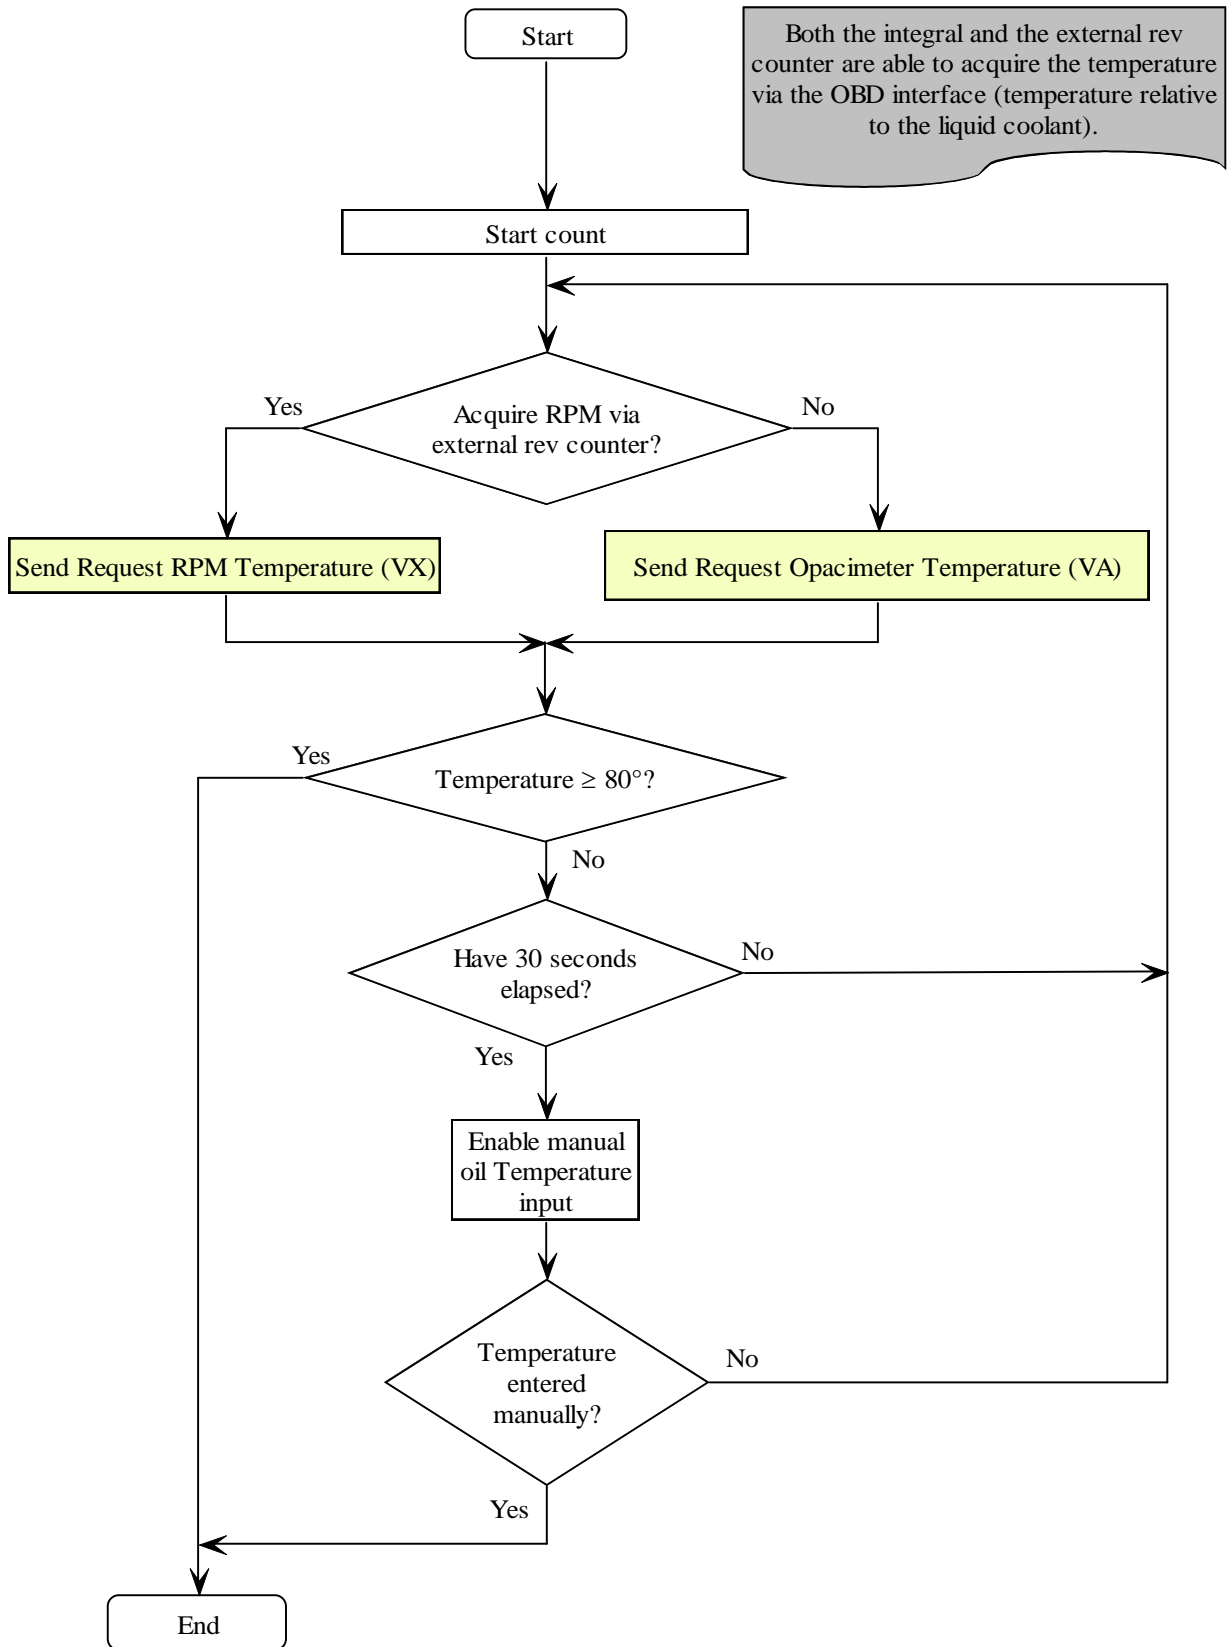 Start
Both the integral and the external rev
counter are able to acquire the temperature
via the OBD interface (temperature relative
to the liquid coolant).
Start count
Yes
No
Acquire RPM via
external rev counter?
Send Request RPM Temperature (VX)
Send Request Opacimeter Temperature (VA)
Yes
Temperature ≥ 80°?
No
Have 30 seconds
elapsed?
No
Yes
Enable manual
oil Temperature
input
Temperature
entered
manually?
No
Yes
End